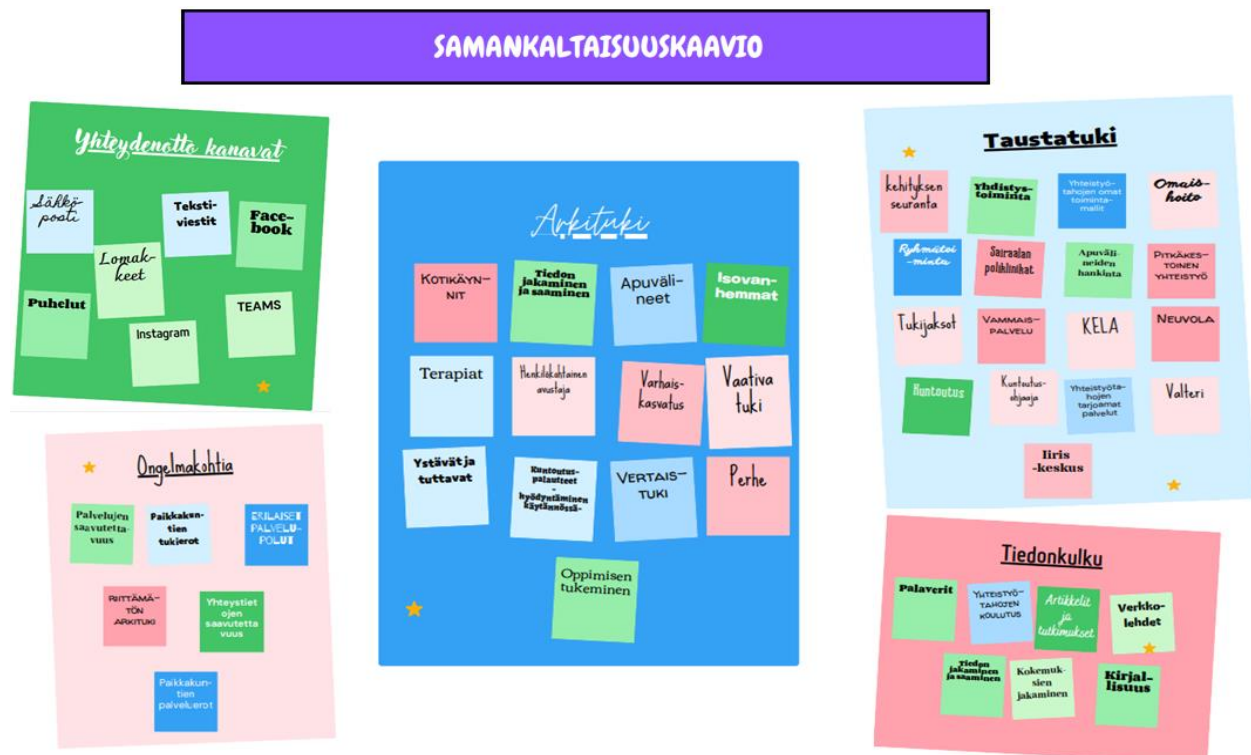 SAMANKALTAISUUSKAAVIO
Yhteydenotto kanavat
Sähkö-
posti
Teksti-
viestit
Face-
book
Lomak-
keet
Puhelut
Instagram
TEAMS
Ongelmakohtia
Palvelujen
saavutetta-
vuus
Paikkakun-
tien
tukierot
ERILAISET
PALVELU-
POLUT
RIITTÄMÄ-
TÖN
ARKITUKI
Yhteystiet
ojen
saavutetta
vuus
Paikkakun-
tien
palveluerot
Arkituki
KOTIKÄYN-
NIT
Tiedon
jakaminen
ja saaminen
Apuväli-
neet
Isovan-
hemmat
Terapiat
Henkilökohtainen
avustaja
Varhais-
kasvatus
Vaativa
tuki
Ystävät ja
tuttavat
Kuntoutus-
palautteet
-
hyödyntäminen
käytännössä-
VERTAIS-
TUKI
Perhe
Oppimisen
tukeminen
Taustatuki
kehityksen
seuranta
Yhdistys-
toiminta
Yhteistyö-
tahojen omat
toiminta-
mallit
Omais-
hoito
Ryhmätoi
-minta
Sairaalan
poliklinikat
Apuväli-
neiden
hankinta
PITKÄKES-
TOINEN
YHTEISTYÖ
Tukijaksot
VAMMAIS-
PALVELU
KELA
NEUVOLA
Kuntoutus
Kuntoutus-
ohjaaja
Yhteistyöta-
hojen
tarjoamat
palvelut
Valteri
Iiris
-keskus
Tiedonkulku
Palaverit
YHTEISTYÖ-
TAHOJEN
KOULUTUS
Artikkelit
ja
tutkimukset
Verkko-
lehdet
Tiedon
jakaminen
ja saaminen
Kokemuk-
sien
jakaminen
Kirjal-
lisuus